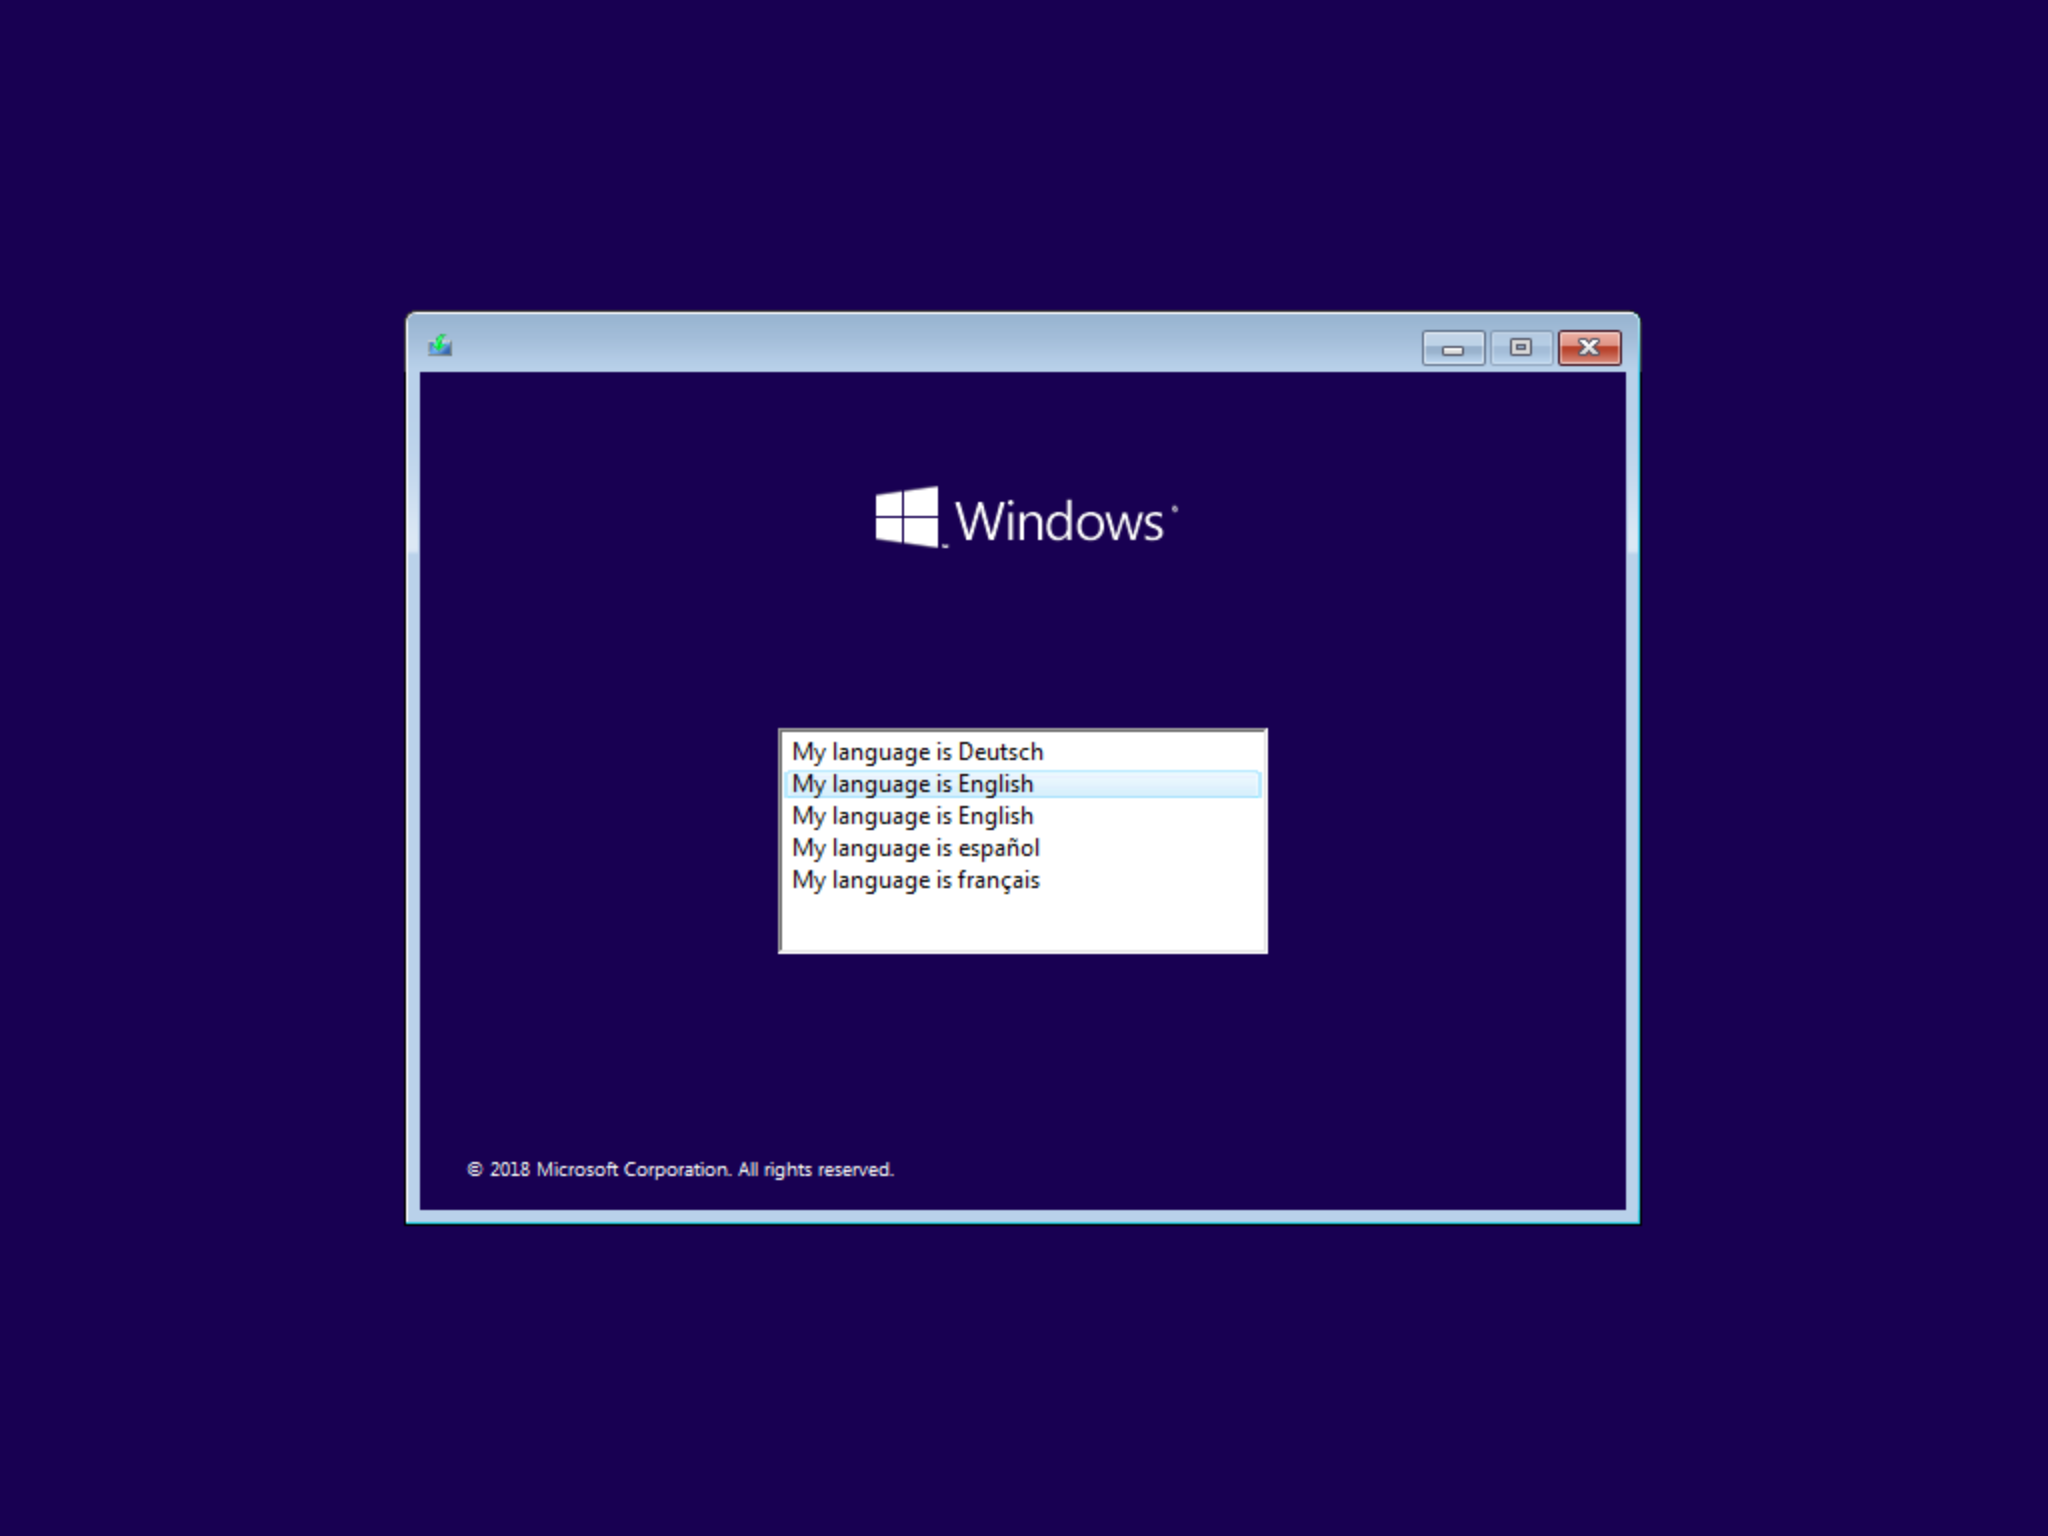 Windows
My language is Deutsch
My language is English
My language is English
My language is español
My language is français
© 2018 Microsoft Corporation. All rights reserved.